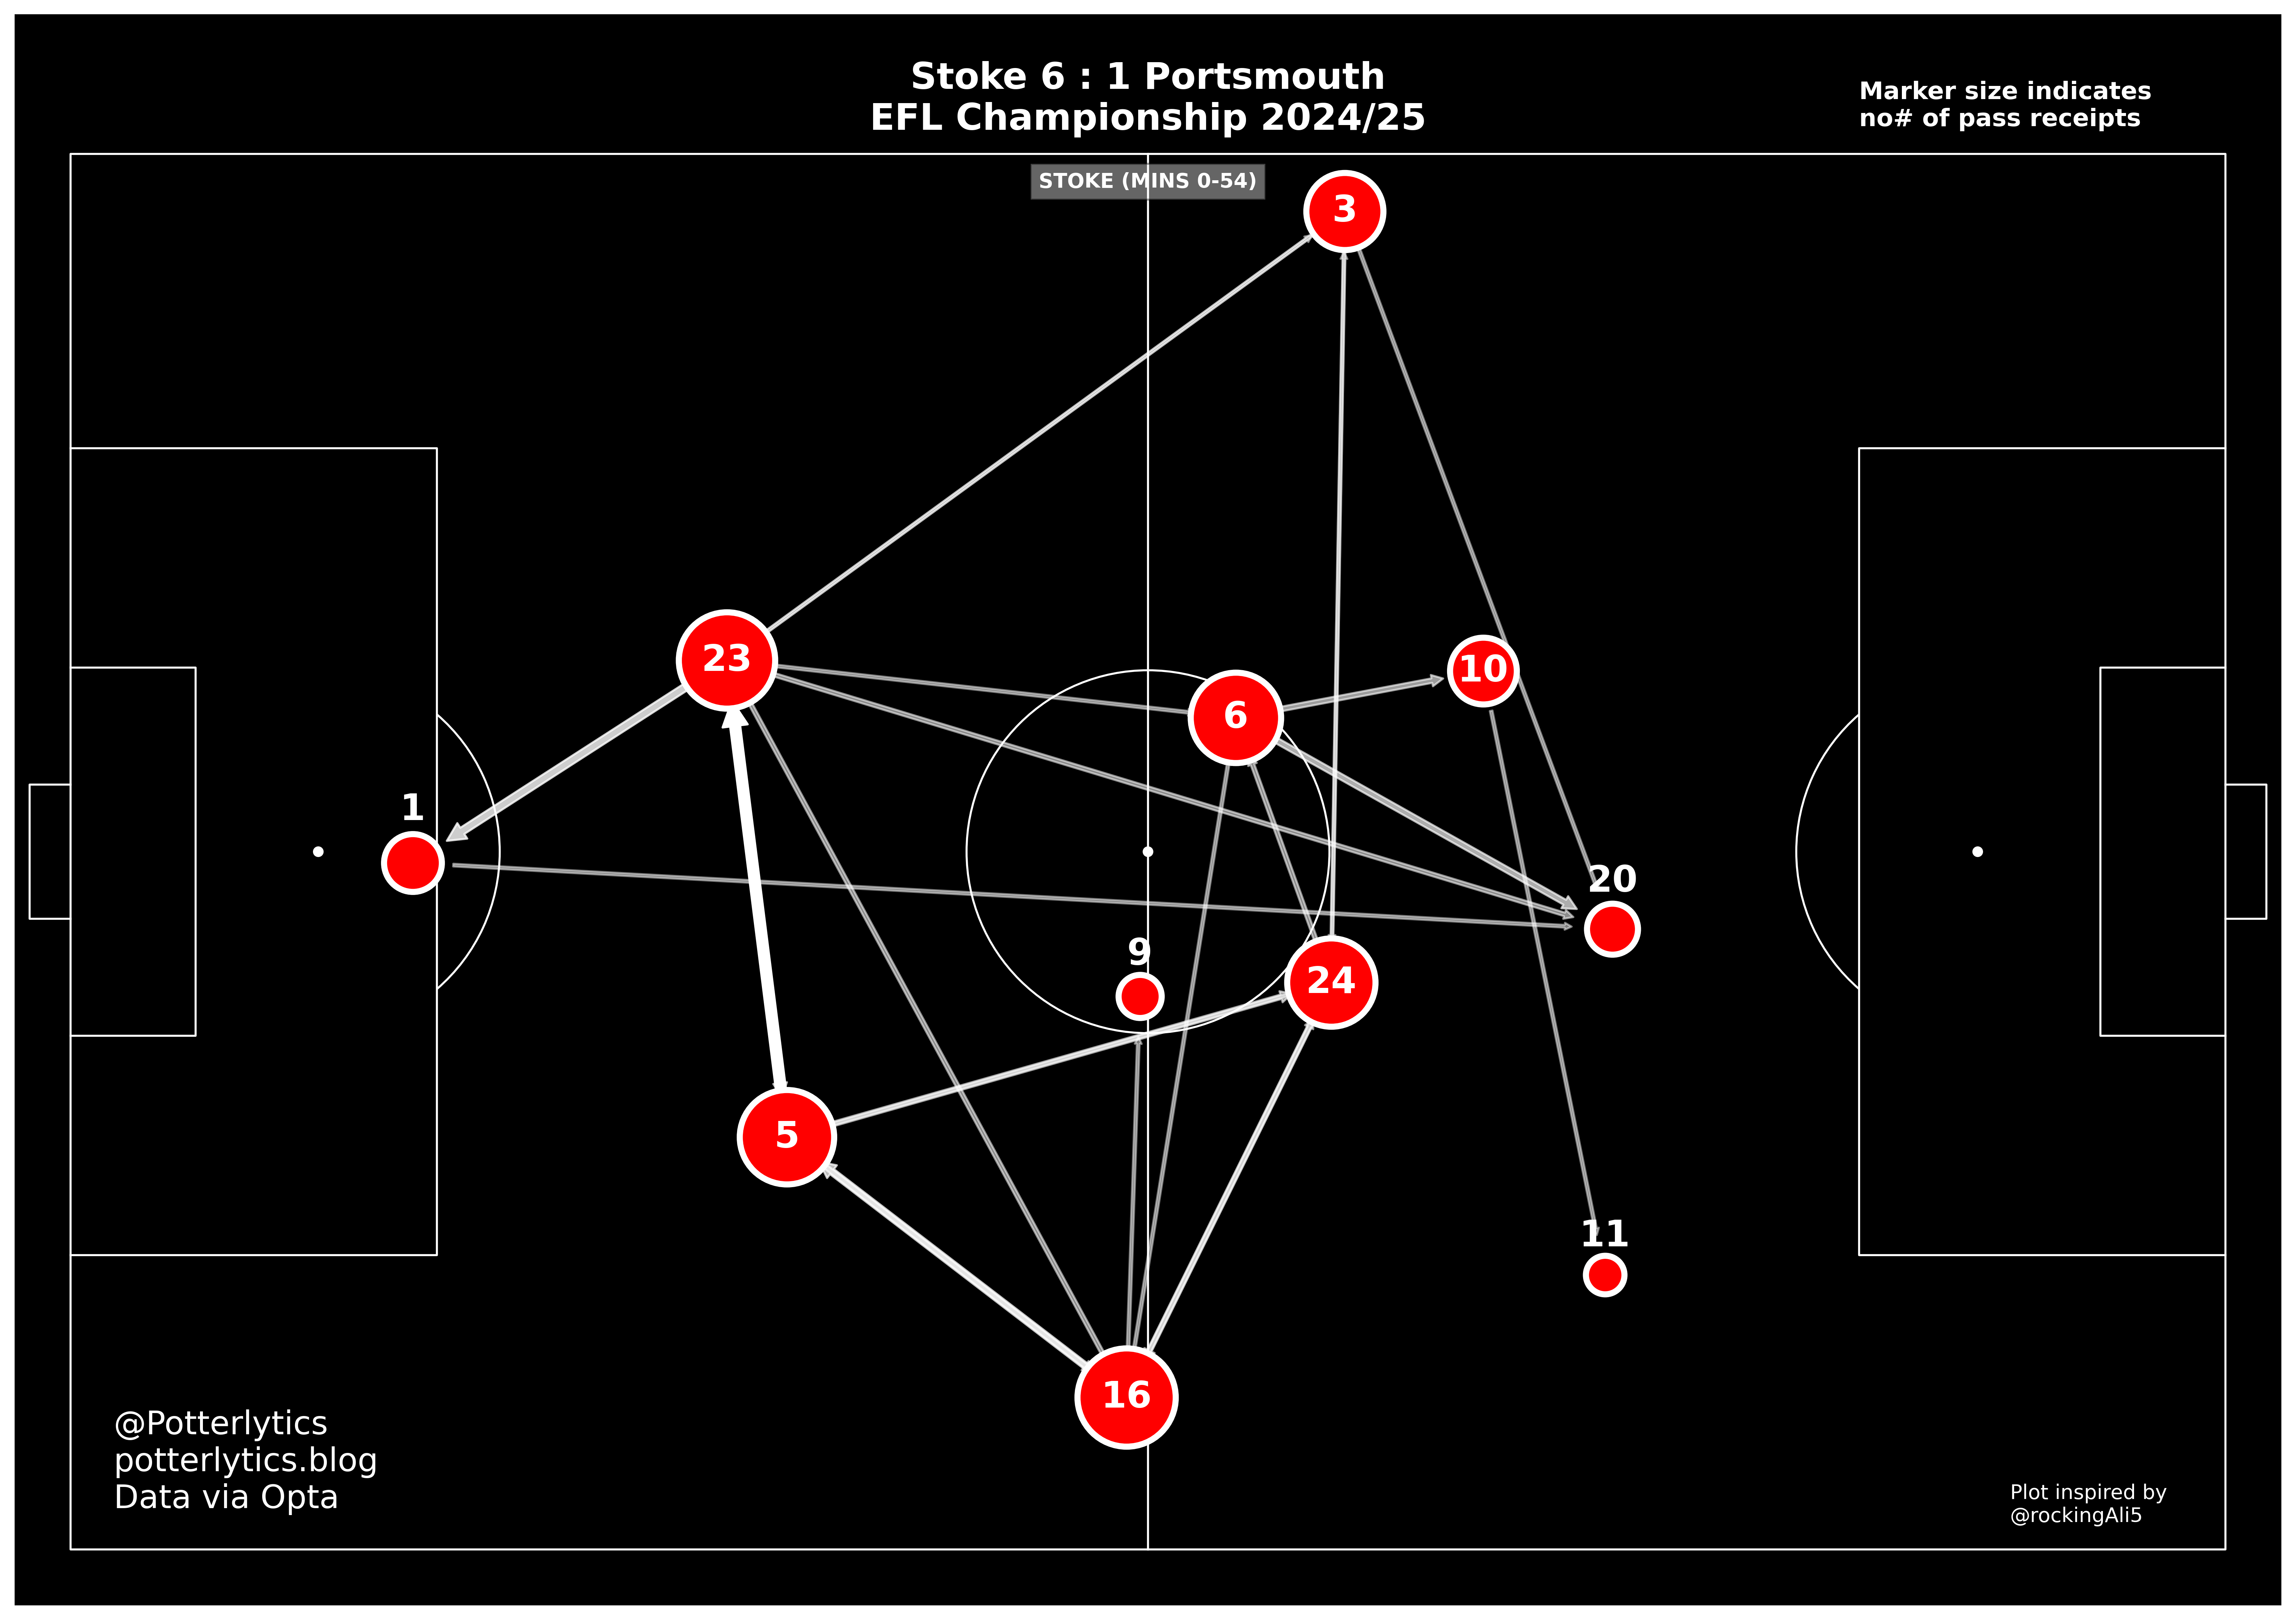 Stoke 6 : 1 Portsmouth
EFL Championship 2024/25
Marker size indicates
no# of pass receipts
STOKE (MINS 0-54)
3
23
10
6
1
20
9
24
5
11
16
@Potterlytics
potterlytics.blog
Data via Opta
Plot inspired by
@rockingAli5